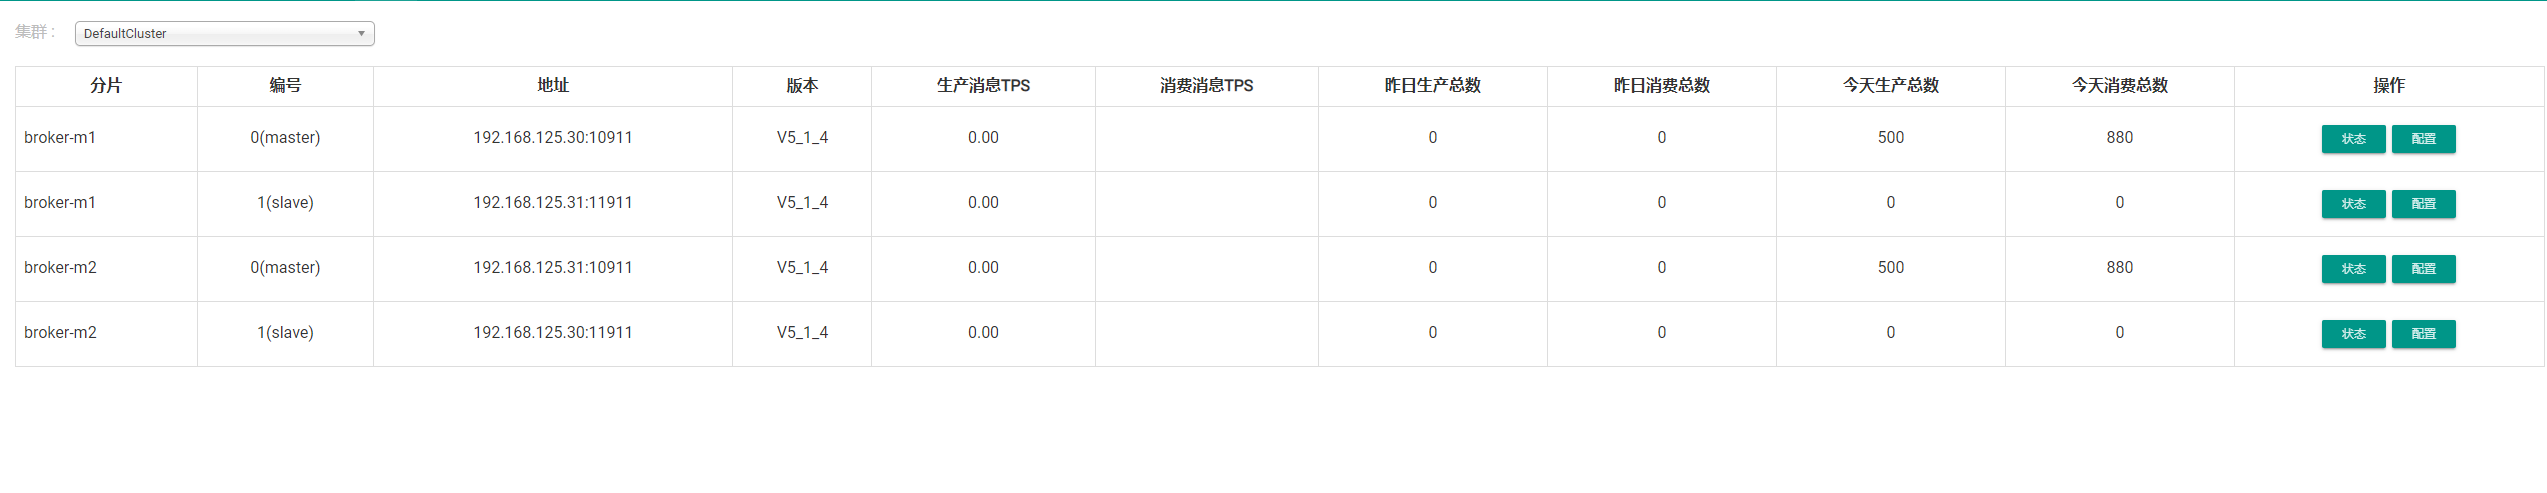 集群 : DefaultCluster
分片 编号 地址 版本 生产消息TPS 消费消息TPS 昨日生产总数 昨日消费总数 今天生产总数 今天消费总数 操作
broker-m1 0(master) 192.168.125.30:10911 V5_1_4 0.00 0 0 500 880 状态 配置
broker-m1 1(slave) 192.168.125.31:11911 V5_1_4 0.00 0 0 0 0 状态 配置
broker-m2 0(master) 192.168.125.31:10911 V5_1_4 0.00 0 0 500 880 状态 配置
broker-m2 1(slave) 192.168.125.30:11911 V5_1_4 0.00 0 0 0 0 状态 配置